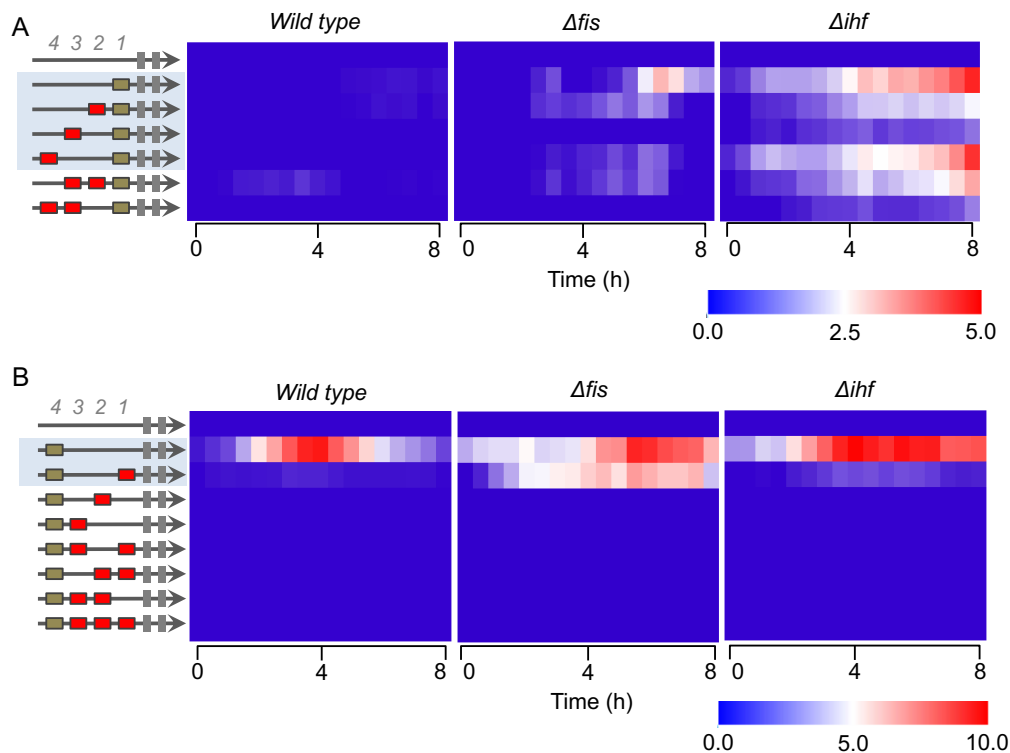 A
Wild type
Δfis
Δihf
4 3 2 1
0 4 8
0 4 8
0 4 8
Time (h)
0.0 2.5 5.0
B
Wild type
Δfis
Δihf
4 3 2 1
0 4 8
0 4 8
0 4 8
Time (h)
0.0 5.0 10.0